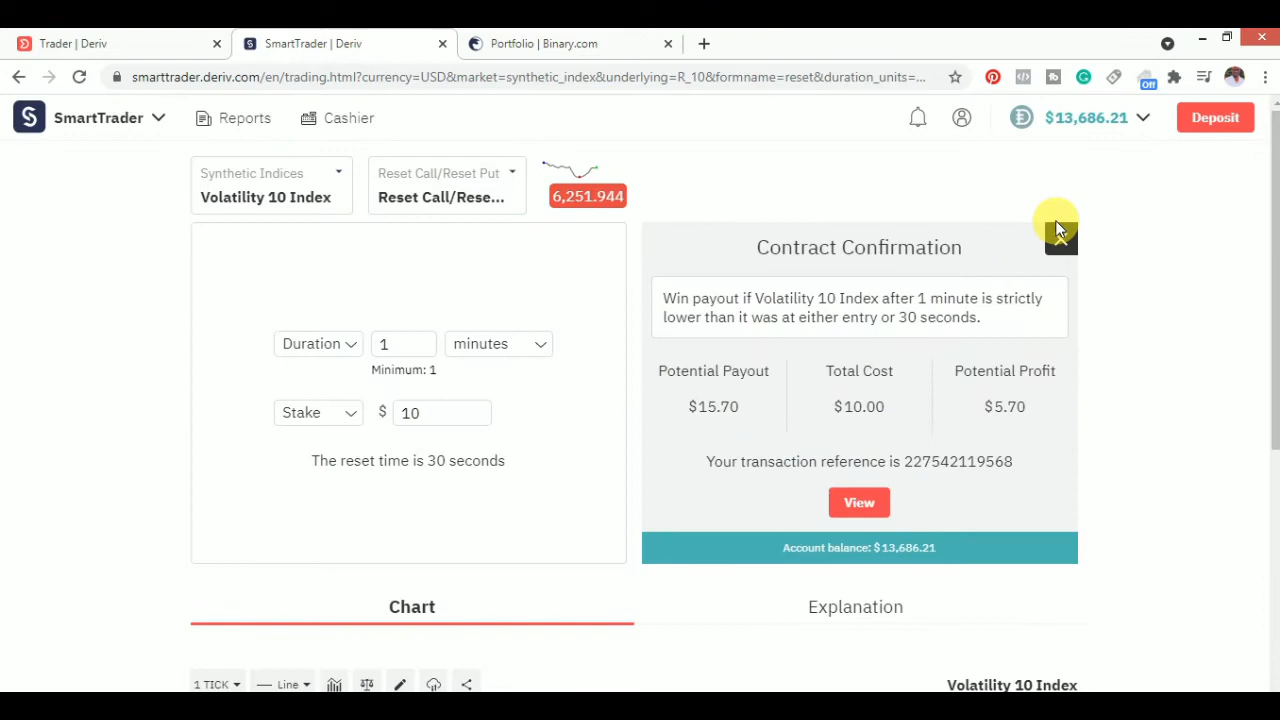 Trader | Deriv
SmartTrader | Deriv
Portfolio | Binary.com
smarttrader.deriv.com/en/trading.html?currency=USD&market=synthetic_index&underlying=R_10&formname=reset&duration_units=...
Off
SmartTrader
Reports
Cashier
$13,686.21
Deposit
Synthetic Indices
Volatility 10 Index
Reset Call/Reset Put
Reset Call/Rese...
6,251.944
Contract Confirmation
Win payout if Volatility 10 Index after 1 minute is strictly
lower than it was at either entry or 30 seconds.
Duration 1 minutes
Minimum: 1
Potential Payout Total Cost Potential Profit
$15.70 $10.00 $5.70
Stake $ 10
The reset time is 30 seconds
Your transaction reference is 227542119568
View
Account balance: $13,686.21
Chart
Explanation
1 TICK
Line
Volatility 10 Index